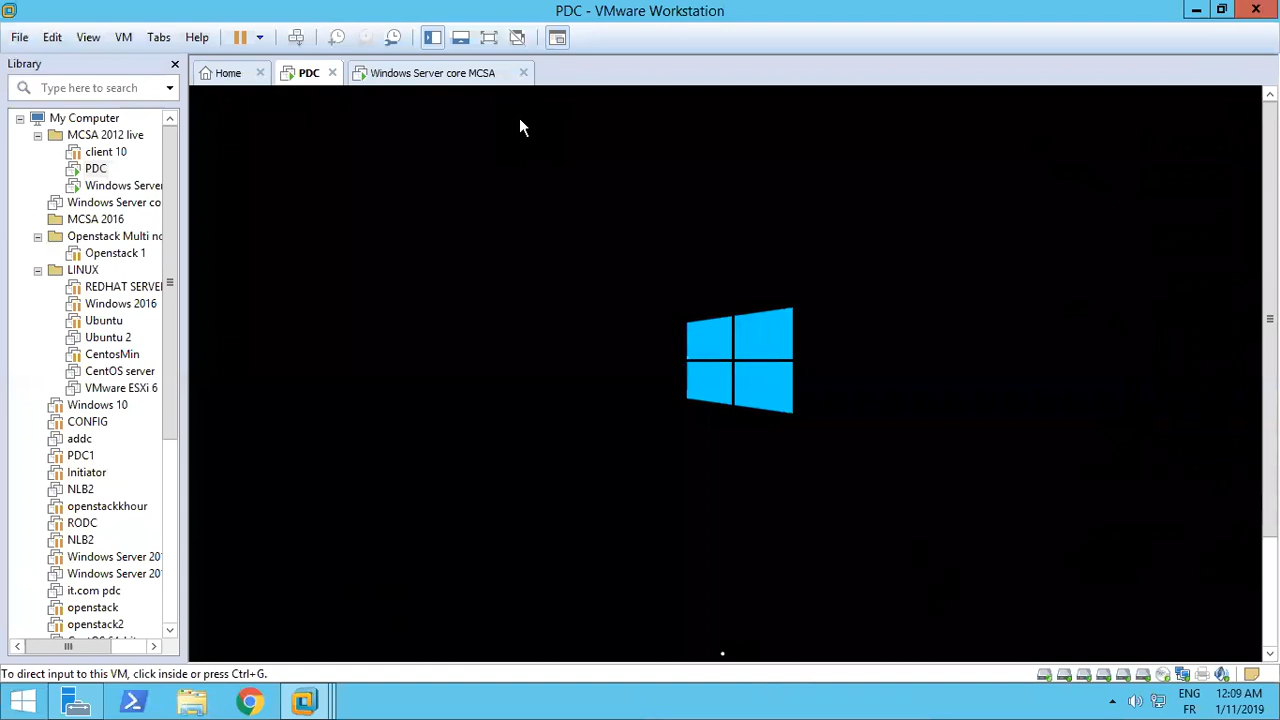 PDC - VMware Workstation
File Edit View VM Tabs Help
Library
Home PDC Windows Server core MCSA
Type here to search
My Computer
MCSA 2012 live
client 10
PDC
Windows Server
Windows Server co
MCSA 2016
Openstack Multi no
Openstack 1
LINUX
REDHAT SERVE
Windows 2016
Ubuntu
Ubuntu 2
CentosMin
CentOS server
VMware ESXi 6
Windows 10
CONFIG
addc
PDC1
Initiator
NLB2
openstackkhour
RODC
NLB2
Windows Server 20
Windows Server 20
it.com pdc
openstack
openstack2
To direct input to this VM, click inside or press Ctrl+G.
ENG 12:09 AM
FR 1/11/2019